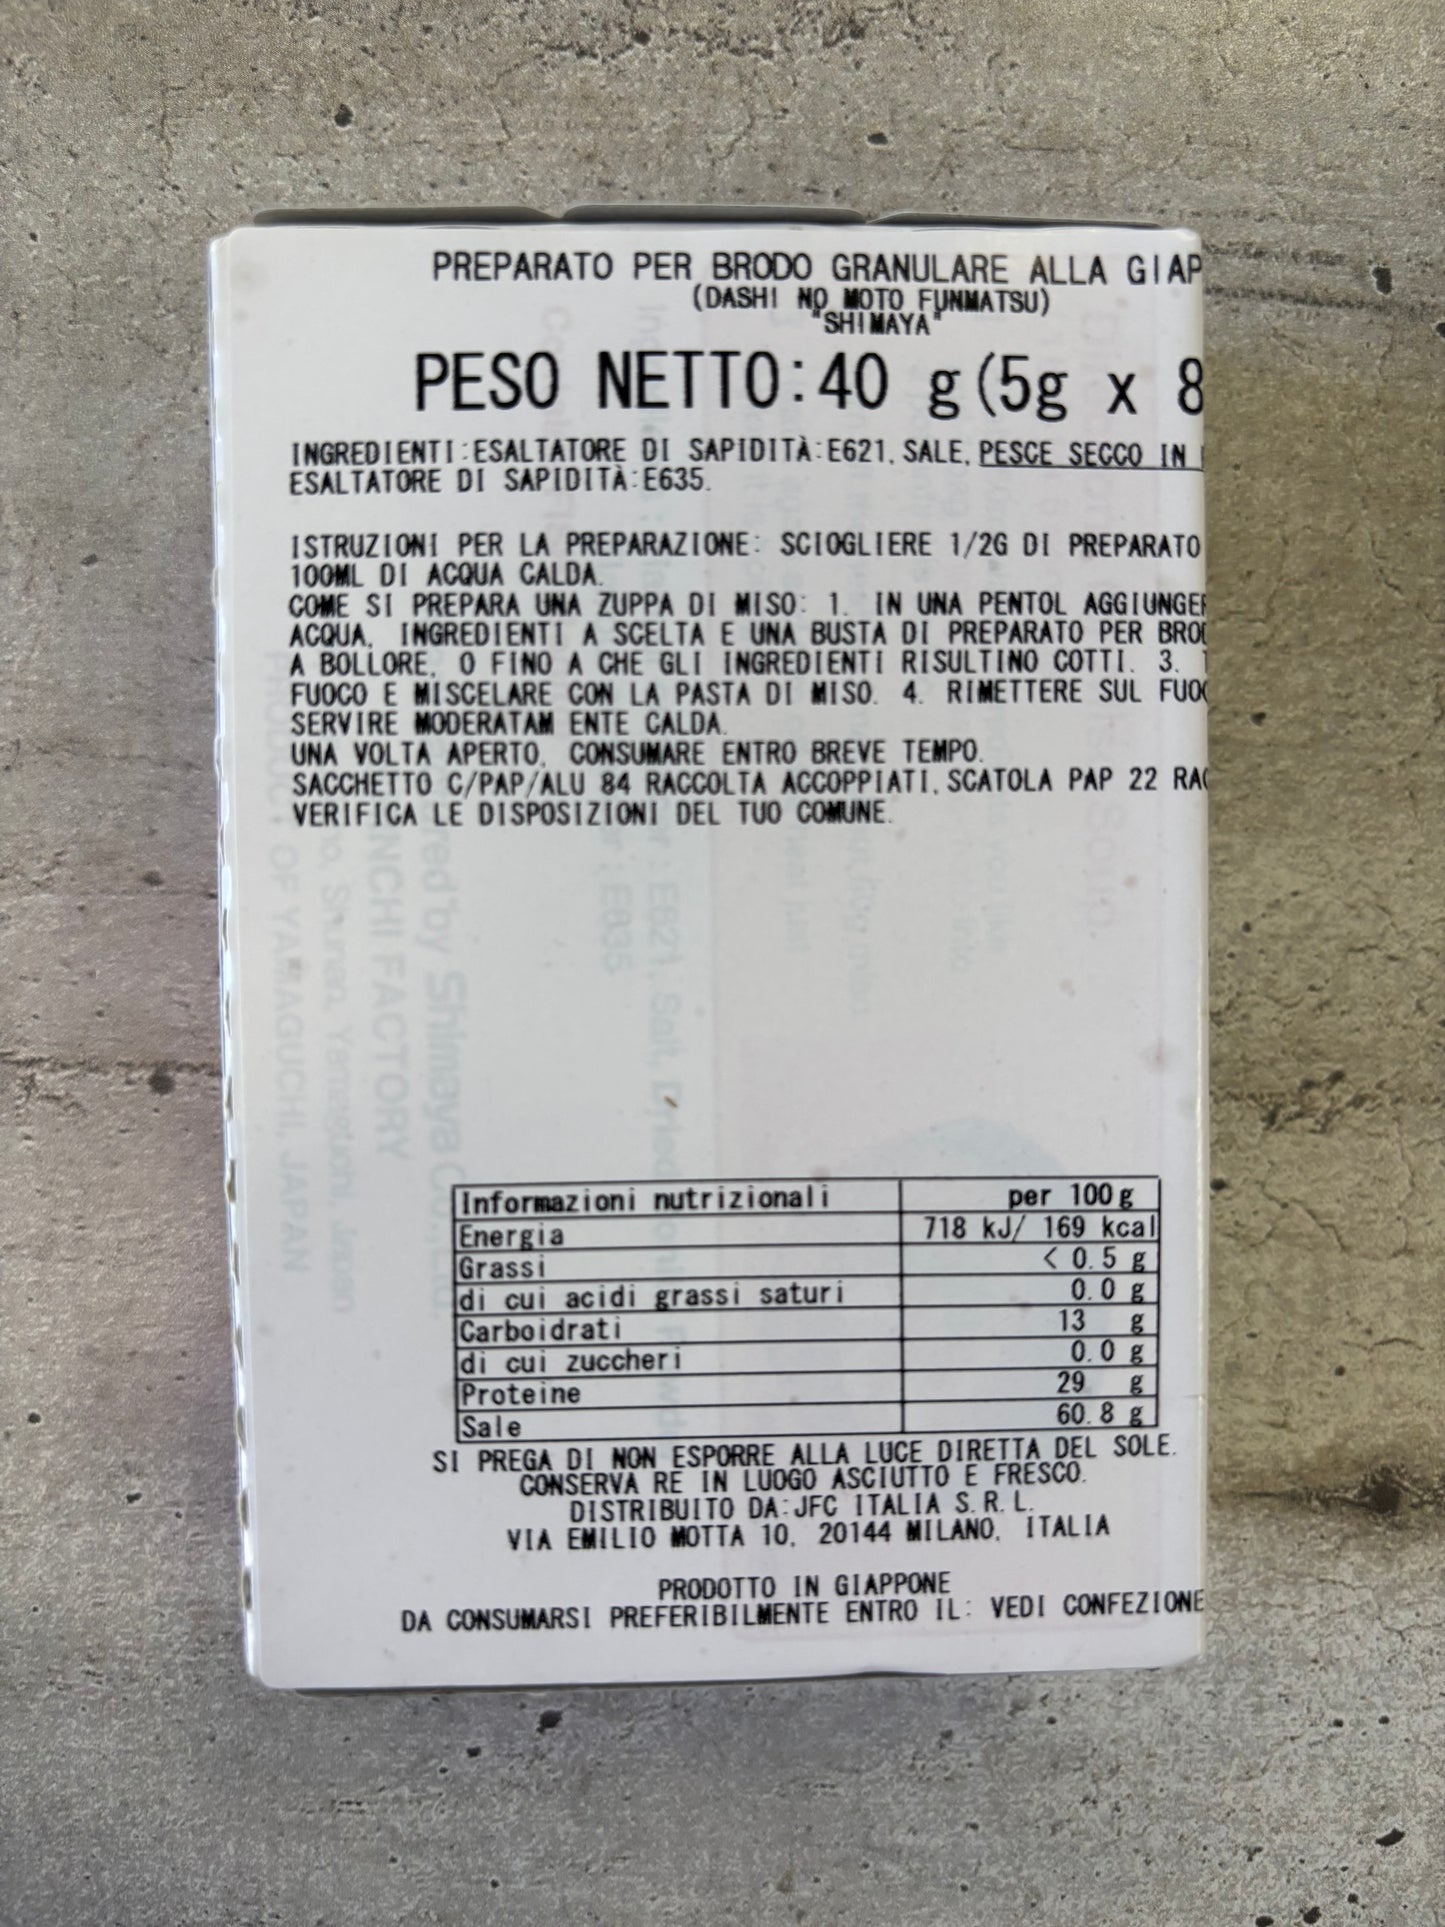 PREPARATO PER BRODO GRANULARE ALLA GIAP
(DASHI NO MOTO FUNMATSU)
"SHIMAYA"
PESO NETTO:40 g(5g x 8
INGREDIENTI:ESALTATORE DI SAPIDITÀ:E621, SALE, PESCE SECCO IN
ESALTATORE DI SAPIDITÀ:E635.
ISTRUZIONI PER LA PREPARAZIONE: SCIOGLIERE 1/2G DI PREPARATO
100ML DI ACQUA CALDA.
COME SI PREPARA UNA ZUPPA DI MISO: 1. IN UNA PENTOL AGGIUNGER
ACQUA, INGREDIENTI A SCELTA E UNA BUSTA DI PREPARATO PER BROD
A BOLLORE, O FINO A CHE GLI INGREDIENTI RISULTINO COTTI. 3.
FUOCO E MISCELARE CON LA PASTA DI MISO. 4. RIMETTERE SUL FUOC
SERVIRE MODERATAM ENTE CALDA.
UNA VOLTA APERTO, CONSUMARE ENTRO BREVE TEMPO.
SACCHETTO C/PAP/ALU 84 RACCOLTA ACCOPPIATI, SCATOLA PAP 22 RAC
VERIFICA LE DISPOSIZIONI DEL TUO COMUNE.
Informazioni nutrizionali per 100g
Energia 718 kJ/ 169 kcal
Grassi < 0.5 g
di cui acidi grassi saturi 0.0 g
Carboidrati 13 g
di cui zuccheri 0.0 g
Proteine 29 g
Sale 60.8 g
SI PREGA DI NON ESPORRE ALLA LUCE DIRETTA DEL SOLE.
CONSERVA RE IN LUOGO ASCIUTTO E FRESCO.
DISTRIBUITO DA:JFC ITALIA S.R.L.
VIA EMILIO MOTTA 10, 20144 MILANO, ITALIA
PRODOTTO IN GIAPPONE
DA CONSUMARSI PREFERIBILMENTE ENTRO IL: VEDI CONFEZIONE